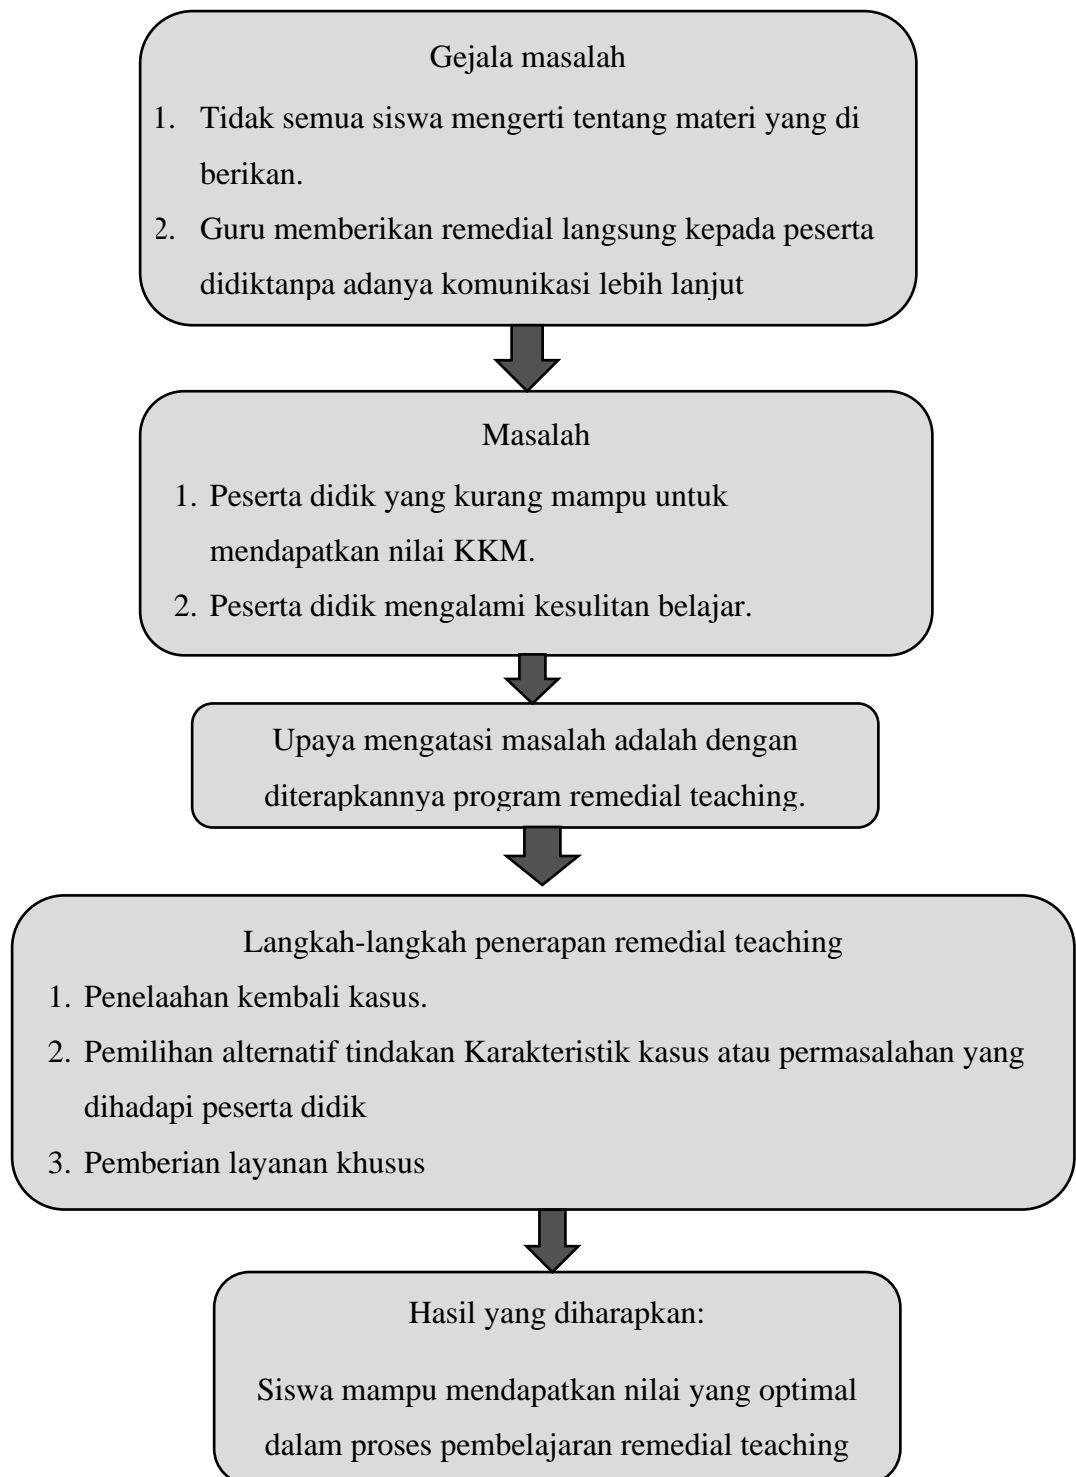 Gejala masalah
1. Tidak semua siswa mengerti tentang materi yang di
berikan.
2. Guru memberikan remedial langsung kepada peserta
didiktanpa adanya komunikasi lebih lanjut
Masalah
1. Peserta didik yang kurang mampu untuk
mendapatkan nilai KKM.
2. Peserta didik mengalami kesulitan belajar.
Upaya mengatasi masalah adalah dengan
diterapkannya program remedial teaching.
Langkah-langkah penerapan remedial teaching
1. Penelaahan kembali kasus.
2. Pemilihan alternatif tindakan Karakteristik kasus atau permasalahan yang
dihadapi peserta didik
3. Pemberian layanan khusus
Hasil yang diharapkan:
Siswa mampu mendapatkan nilai yang optimal
dalam proses pembelajaran remedial teaching